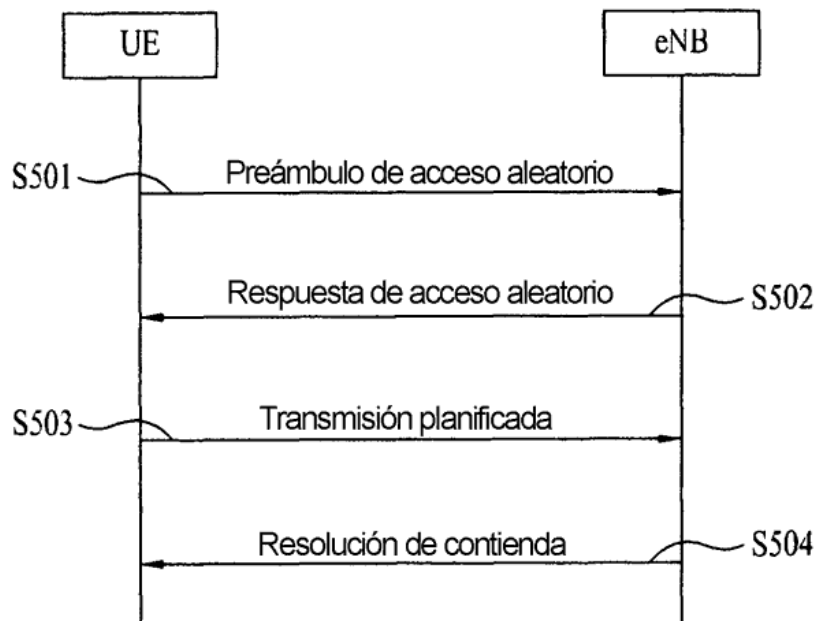 UE
eNB
S501
Preámbulo de acceso aleatorio
Respuesta de acceso aleatorio
S502
S503
Transmisión planificada
Resolución de contienda
S504